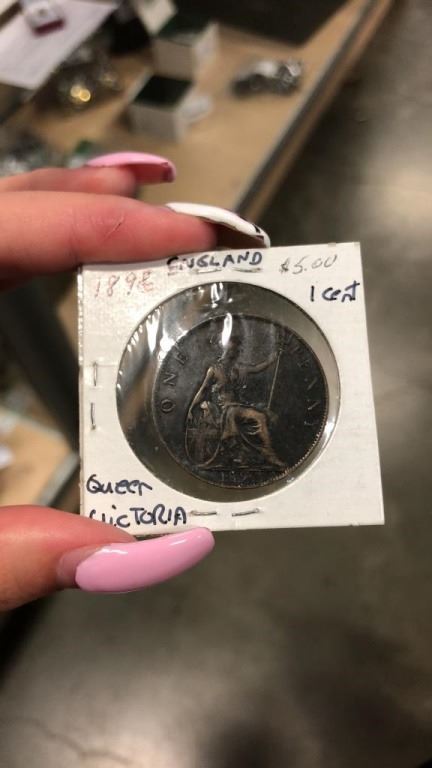 ENGLAND $5.00
1898
1 cent
ONE PENNY
Queen
VICTORIA